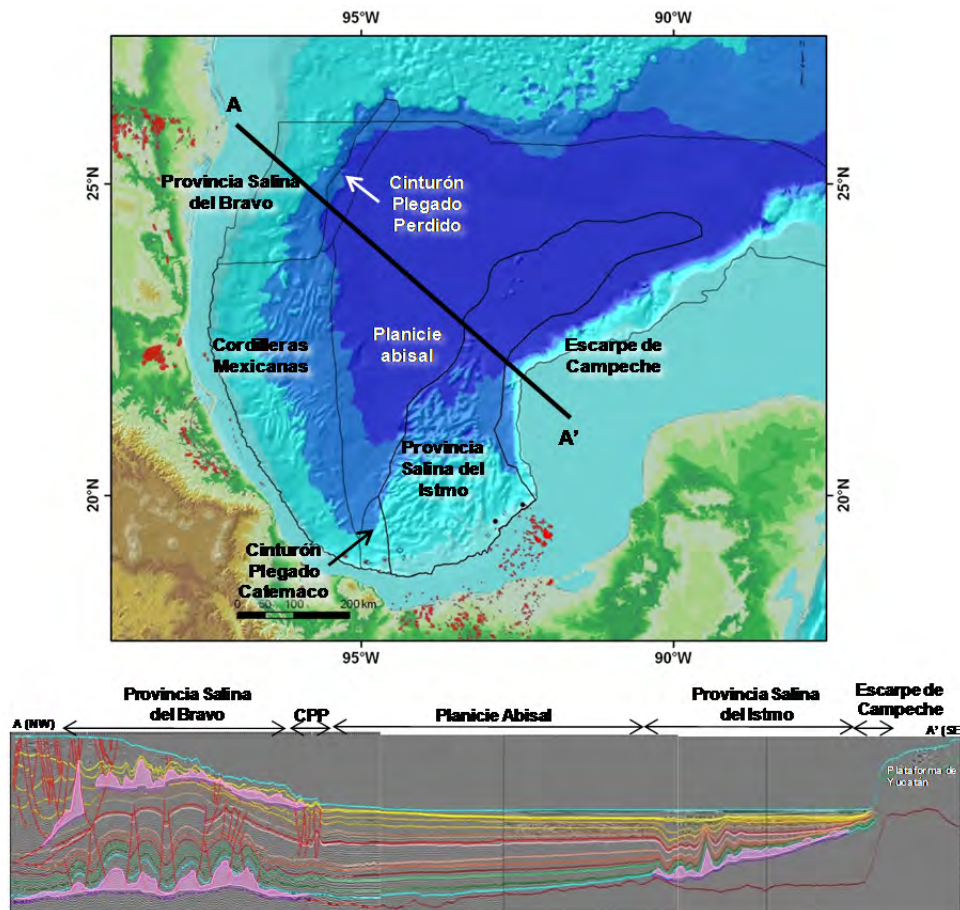 95°W
90°W
A
25°N
25°N
Provincia Salina
del Bravo
Cinturón
Plegado
Perdido
Planicie
abisal
Cordilleras
Mexicanas
Escarpe de
Campeche
A'
Provincia
Salina del
Istmo
20°N
20°N
Cinturón
Plegado
Catemaco
0 50 100 200 km
95°W
90°W
Provincia Salina
del Bravo
CPP
Planicie Abisal
Provincia Salina
del Istmo
Escarpe de
Campeche
A (NW)
A' (SE
Plataforma de
Yucatán